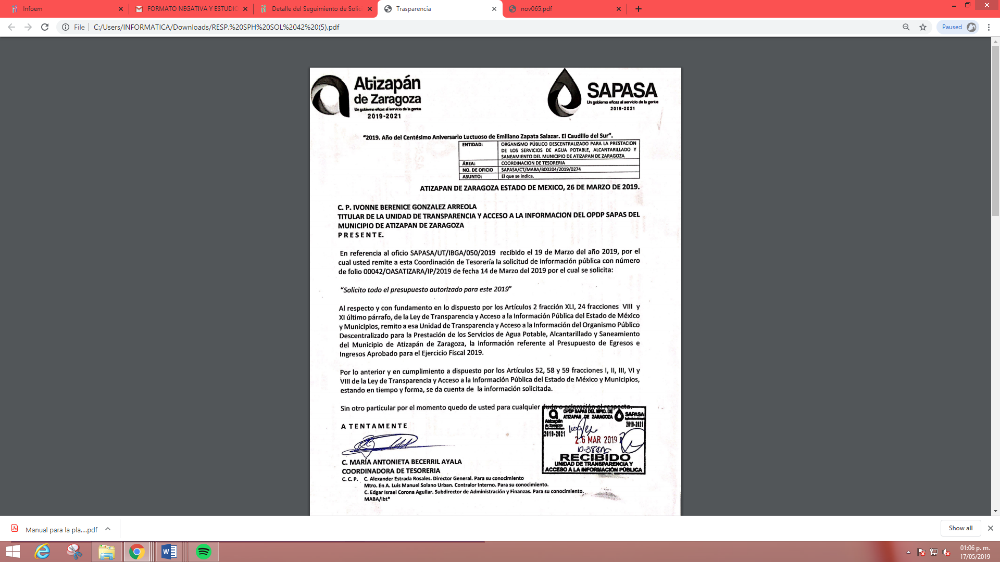 Infoem
FORMATO NEGATIVA Y ESTUDIO
Detalle del Seguimiento de Solic
Trasparencia
nov065.pdf
File
C:/Users/INFORMATICA/Downloads/RESP.%20SPH%20SOL%2042%20(5).pdf
Paused
Atizapán
de Zaragoza
Un gobierno eficaz al servicio de la gente
2019-2021
SAPASA
Un gobierno eficaz al servicio de la gente
2019-2021
"2019. Año del Centésimo Aniversario Luctuoso de Emiliano Zapata Salazar. El Caudillo del Sur".
ENTIDAD: ORGANISMO PÚBLICO DESCENTRALIZADO PARA LA PRESTACION
DE LOS SERVICIOS DE AGUA POTABLE, ALCANTARILLADO Y
SANEAMIENTO DEL MUNICIPIO DE ATIZAPAN DE ZARAGOZA
ÁREA: COORDINACION DE TESORERIA
NO. DE OFICIO SAPASA/CT/MABA/B00204/2019/0274
ASUNTO: El que se indica.
ATIZAPAN DE ZARAGOZA ESTADO DE MEXICO, 26 DE MARZO DE 2019.
C. P. IVONNE BERENICE GONZALEZ ARREOLA
TITULAR DE LA UNIDAD DE TRANSPARENCIA Y ACCESO A LA INFORMACION DEL OPDP SAPAS DEL
MUNICIPIO DE ATIZAPAN DE ZARAGOZA
P R E S E N T E.
En referencia al oficio SAPASA/UT/IBGA/050/2019 recibido el 19 de Marzo del año 2019, por el
cual usted remite a esta Coordinación de Tesorería la solicitud de información pública con número
de folio 00042/OASATIZARA/IP/2019 de fecha 14 de Marzo del 2019 por el cual se solicita:
"Solicito todo el presupuesto autorizado para este 2019"
Al respecto y con fundamento en lo dispuesto por los Artículos 2 fracción XLI, 24 fracciones VIII y
XI último párrafo, de la Ley de Transparencia y Acceso a la Información Pública del Estado de México
y Municipios, remito a esa Unidad de Transparencia y Acceso a la Información del Organismo Público
Descentralizado para la Prestación de los Servicios de Agua Potable, Alcantarillado y Saneamiento
del Municipio de Atizapán de Zaragoza, la información referente al Presupuesto de Egresos e
Ingresos Aprobado para el Ejercicio Fiscal 2019.
Por lo anterior y en cumplimiento a dispuesto por los Artículos 52, 58 y 59 fracciones I, II, III, VI y
VIII de la Ley de Transparencia y Acceso a la Información Pública del Estado de México y Municipios,
estando en tiempo y forma, se da cuenta de la información solicitada.
Sin otro particular por el momento quedo de usted para cualquier duda o aclaración al respecto.
A T E N T A M E N T E
OPDP SAPAS DEL MPIO. DE
ATIZAPAN DE ZARAGOZA
Atizapán
de Zaragoza
2019-2021
SAPASA
2019-2021
26 MAR 2019
10:38am
RECIBIDO
UNIDAD DE TRANSPARENCIA Y
ACCESO A LA INFORMACIÓN PÚBLICA
C. MARÍA ANTONIETA BECERRIL AYALA
COORDINADORA DE TESORERIA
C. C. P. C. Alexander Estrada Rosales. Director General. Para su conocimiento
Mtro. En A. Luis Manuel Solano Urban. Contralor Interno. Para su conocimiento.
C. Edgar Israel Corona Aguilar. Subdirector de Administración y Finanzas. Para su conocimiento.
MABA/lbt*
Manual para la pla....pdf
Show all
01:06 p. m.
17/05/2019